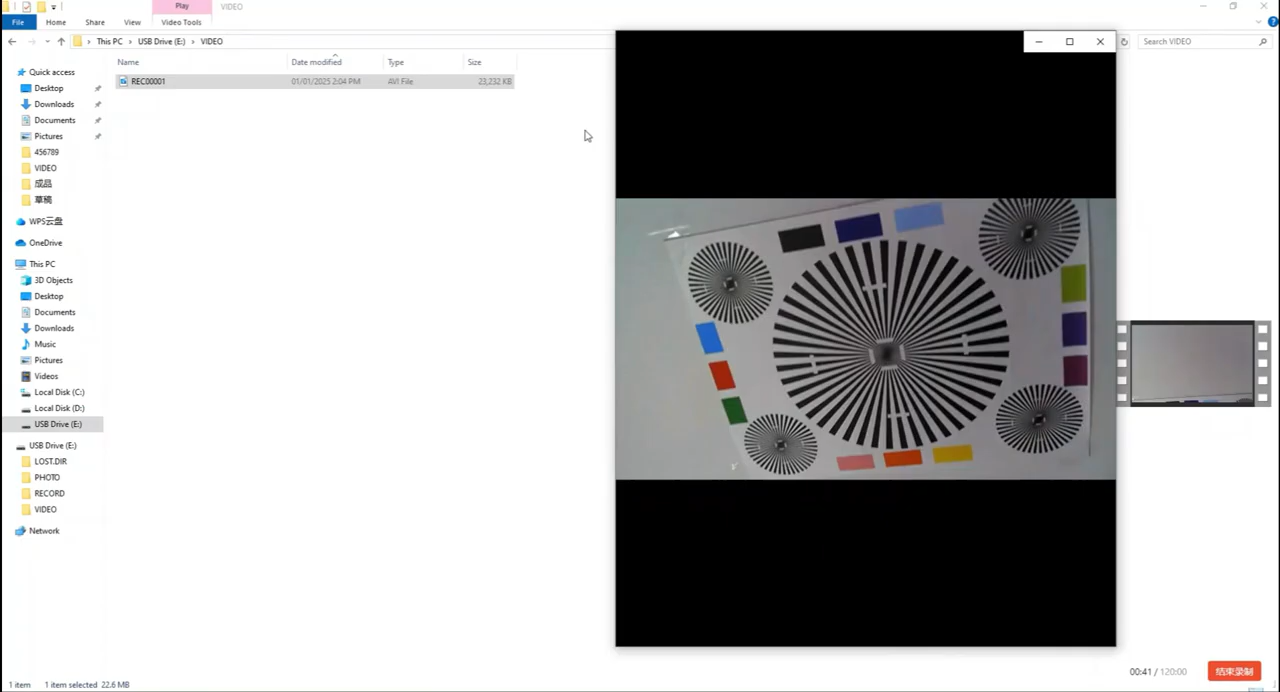 Play
VIDEO
File
Home
Share
View
Video Tools
This PC
USB Drive (E:)
VIDEO
Search VIDEO
Name
Date modified
Type
Size
REC00001
01/01/2025 2:04 PM
AVI File
23,232 KB
Quick access
Desktop
Downloads
Documents
Pictures
456789
VIDEO
成品
草稿
WPS云盘
OneDrive
This PC
3D Objects
Desktop
Documents
Downloads
Music
Pictures
Videos
Local Disk (C:)
Local Disk (D:)
USB Drive (E:)
USB Drive (E:)
LOST.DIR
PHOTO
RECORD
VIDEO
Network
00:41 / 120:00
结束录制
1 item
1 item selected 22.6 MB